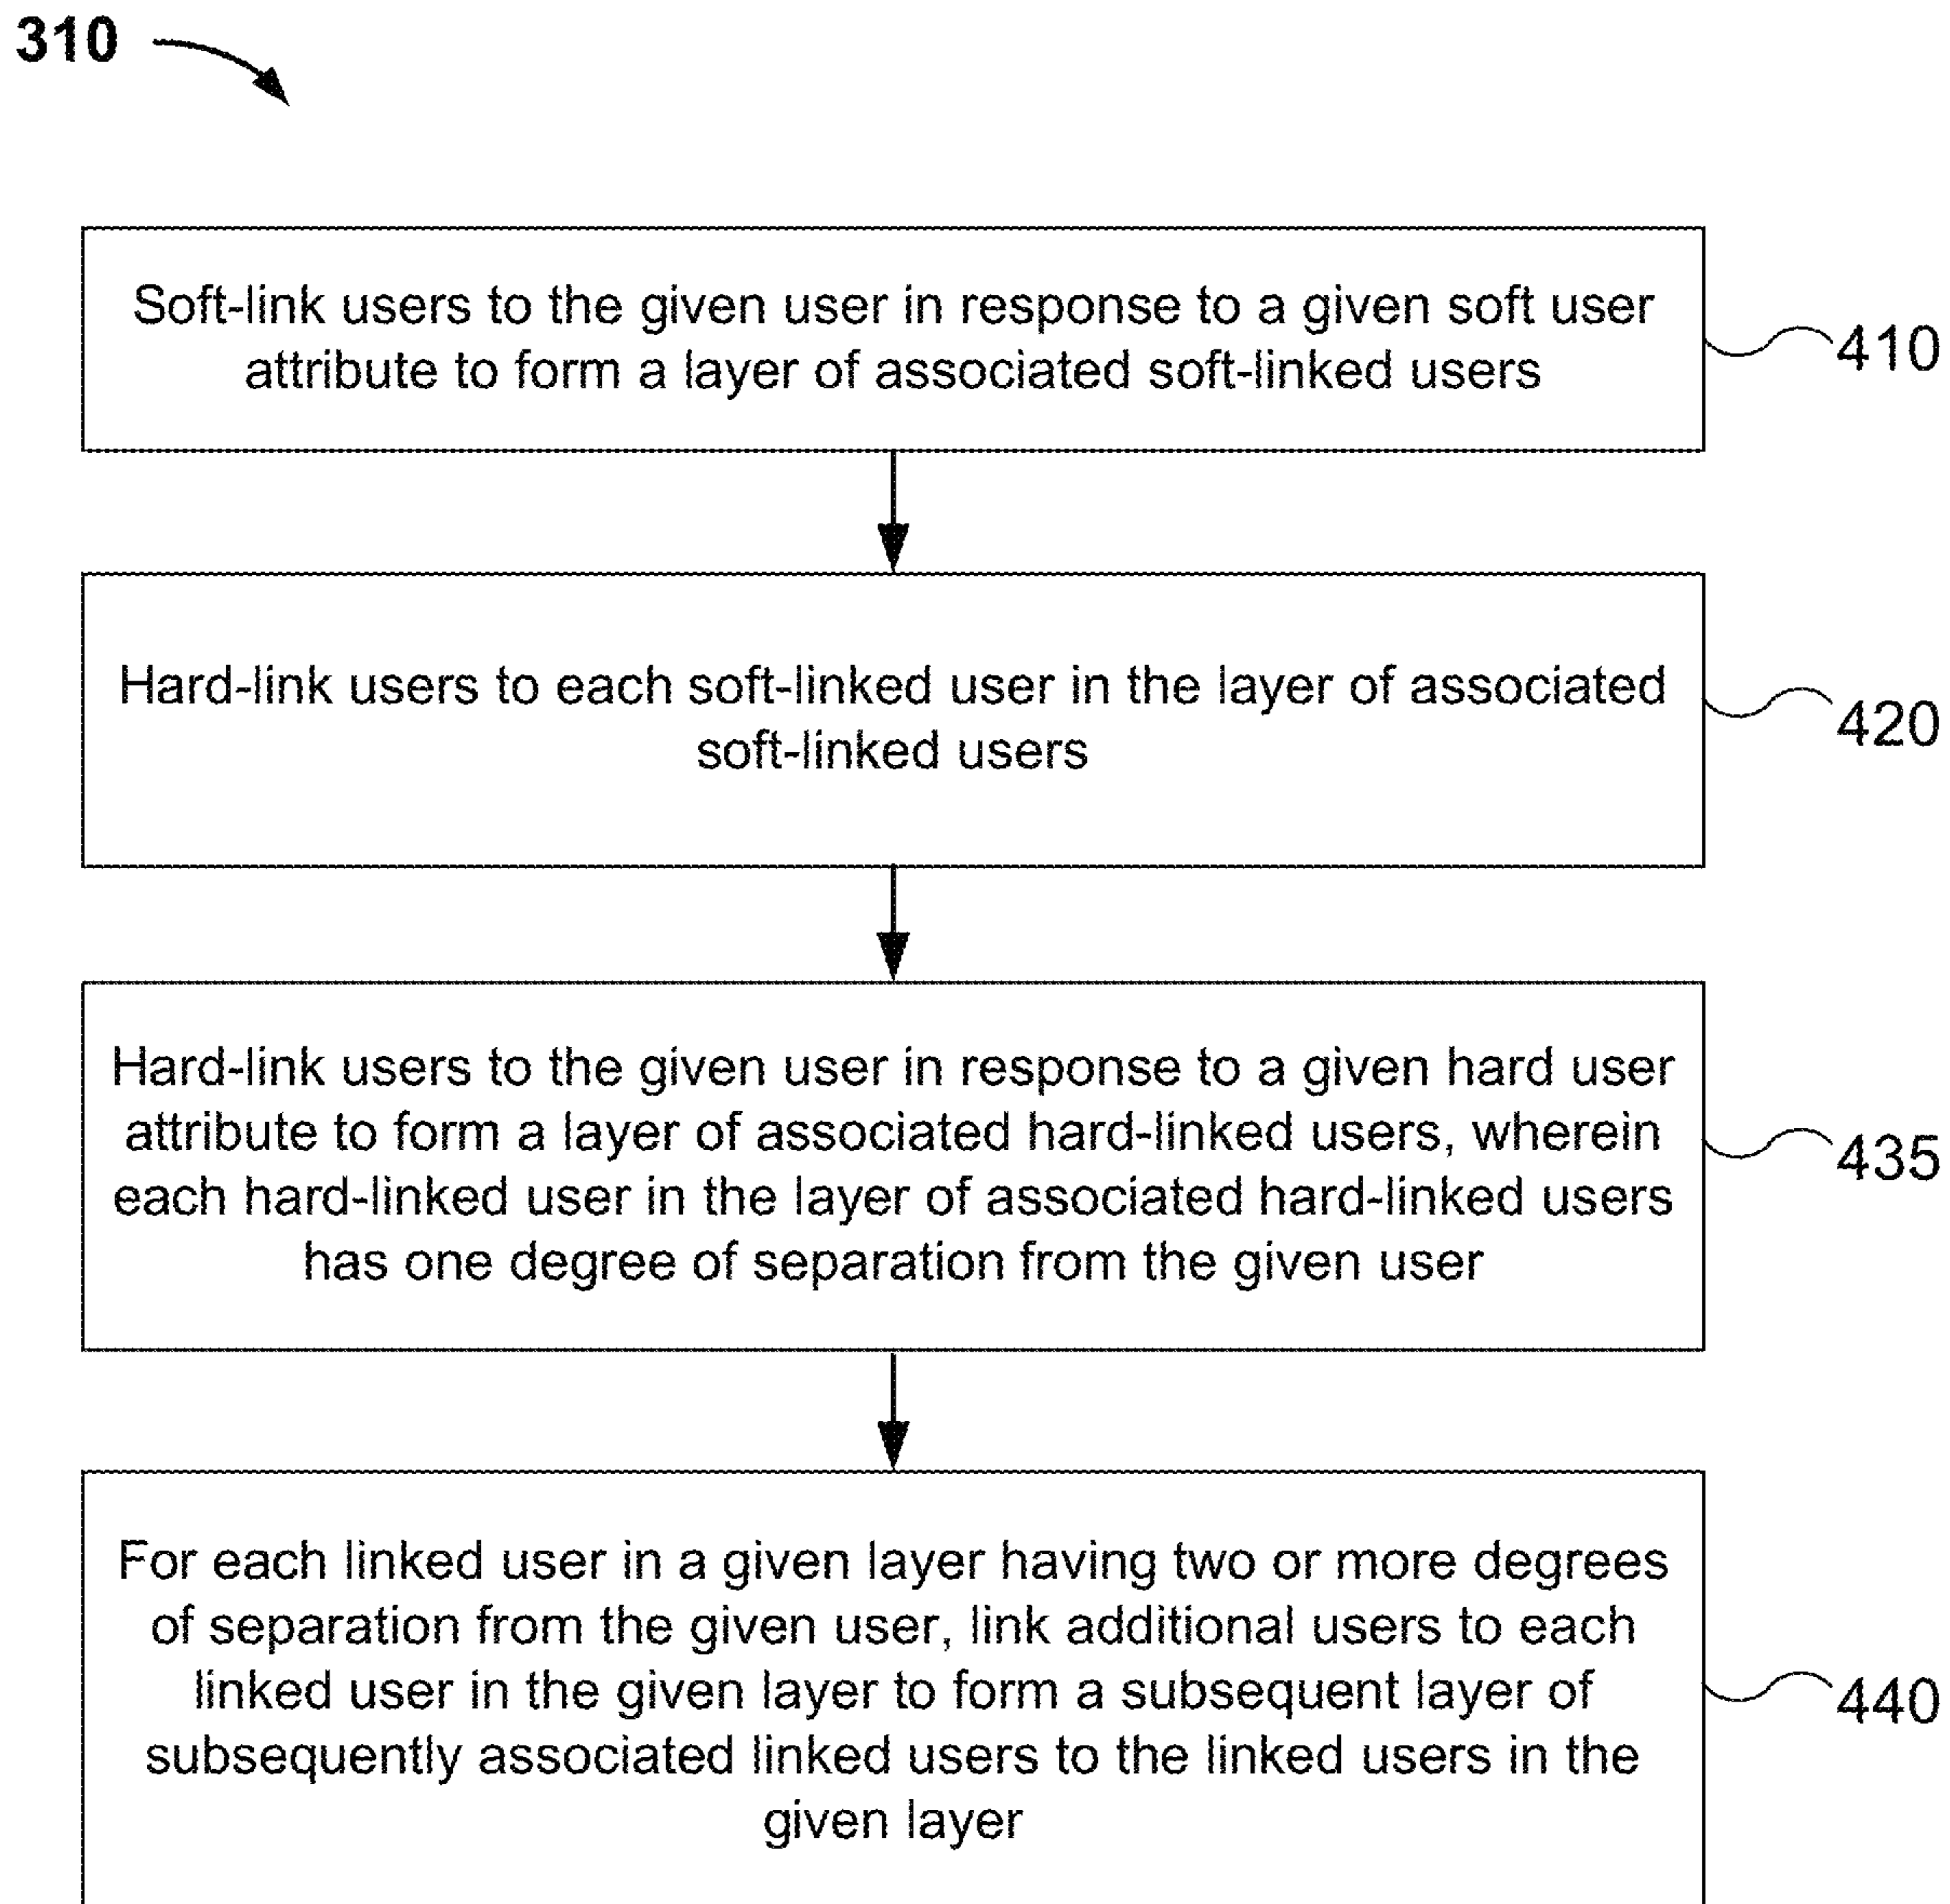 310
Soft-link users to the given user in response to a given soft user
attribute to form a layer of associated soft-linked users
410
Hard-link users to each soft-linked user in the layer of associated
soft-linked users
420
Hard-link users to the given user in response to a given hard user
attribute to form a layer of associated hard-linked users, wherein
each hard-linked user in the layer of associated hard-linked users
has one degree of separation from the given user
435
For each linked user in a given layer having two or more degrees
of separation from the given user, link additional users to each
linked user in the given layer to form a subsequent layer of
subsequently associated linked users to the linked users in the
given layer
440